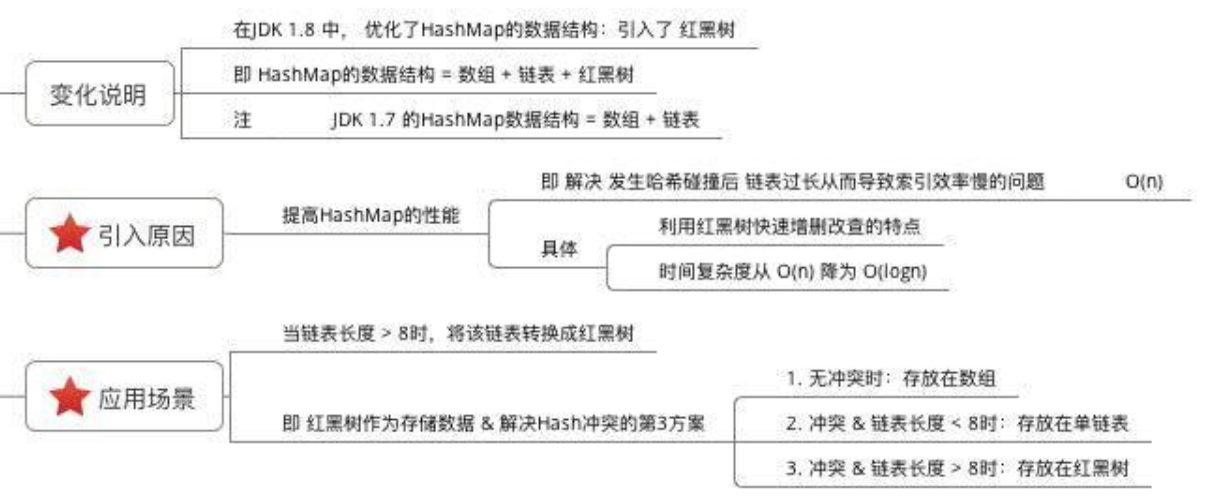 在JDK 1.8 中， 优化了HashMap的数据结构：引入了 红黑树
变化说明
即 HashMap的数据结构 = 数组 + 链表 + 红黑树
注 JDK 1.7 的HashMap数据结构 = 数组 + 链表
引入原因
提高HashMap的性能
即 解决 发生哈希碰撞后 链表过长从而导致索引效率慢的问题 O(n)
具体
利用红黑树快速增删改查的特点
时间复杂度从 O(n) 降为 O(logn)
应用场景
当链表长度 > 8时，将该链表转换成红黑树
即 红黑树作为存储数据 & 解决Hash冲突的第3方案
1. 无冲突时：存放在数组
2. 冲突 & 链表长度 < 8时：存放在单链表
3. 冲突 & 链表长度 > 8时：存放在红黑树